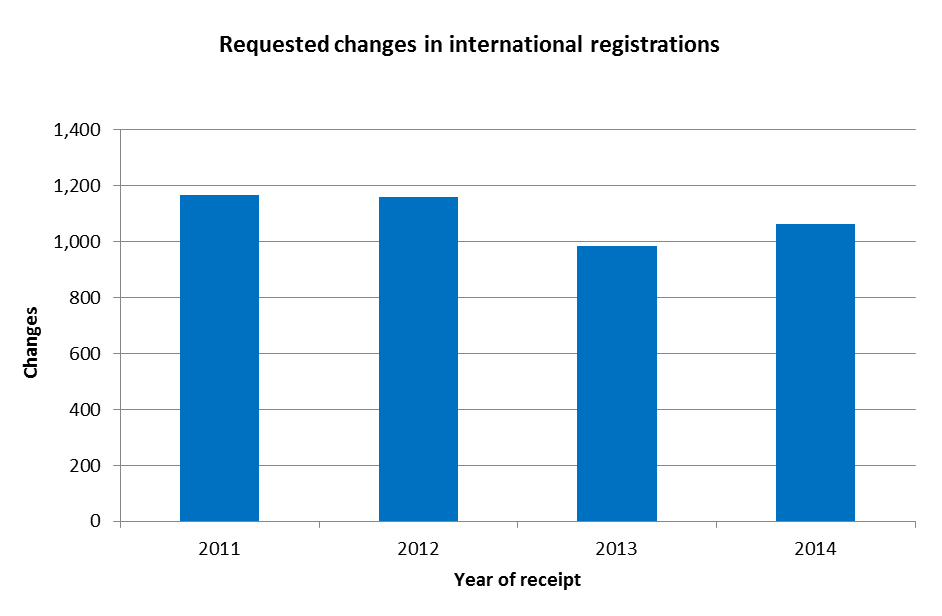 Requested changes in international registrations
1,400
1,200
1,000
800
600
400
200
0
Changes
2011 2012 2013 2014
Year of receipt